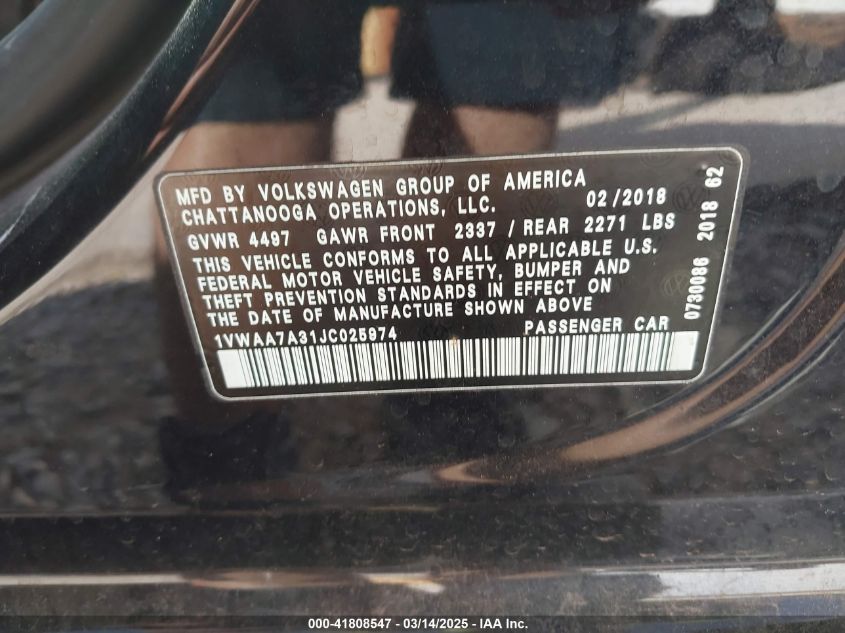 MFD BY VOLKSWAGEN GROUP OF AMERICA
CHATTANOOGA OPERATIONS, LLC. 02/2018
GVWR 4497 GAWR FRONT 2337 / REAR 2271 LBS
THIS VEHICLE CONFORMS TO ALL APPLICABLE U.S.
FEDERAL MOTOR VEHICLE SAFETY, BUMPER AND
THEFT PREVENTION STANDARDS IN EFFECT ON
THE DATE OF MANUFACTURE SHOWN ABOVE
1VWAA7A31JC025974 PASSENGER CAR
0730086 2018 62
000-41808547 - 03/14/2025 - IAA Inc.